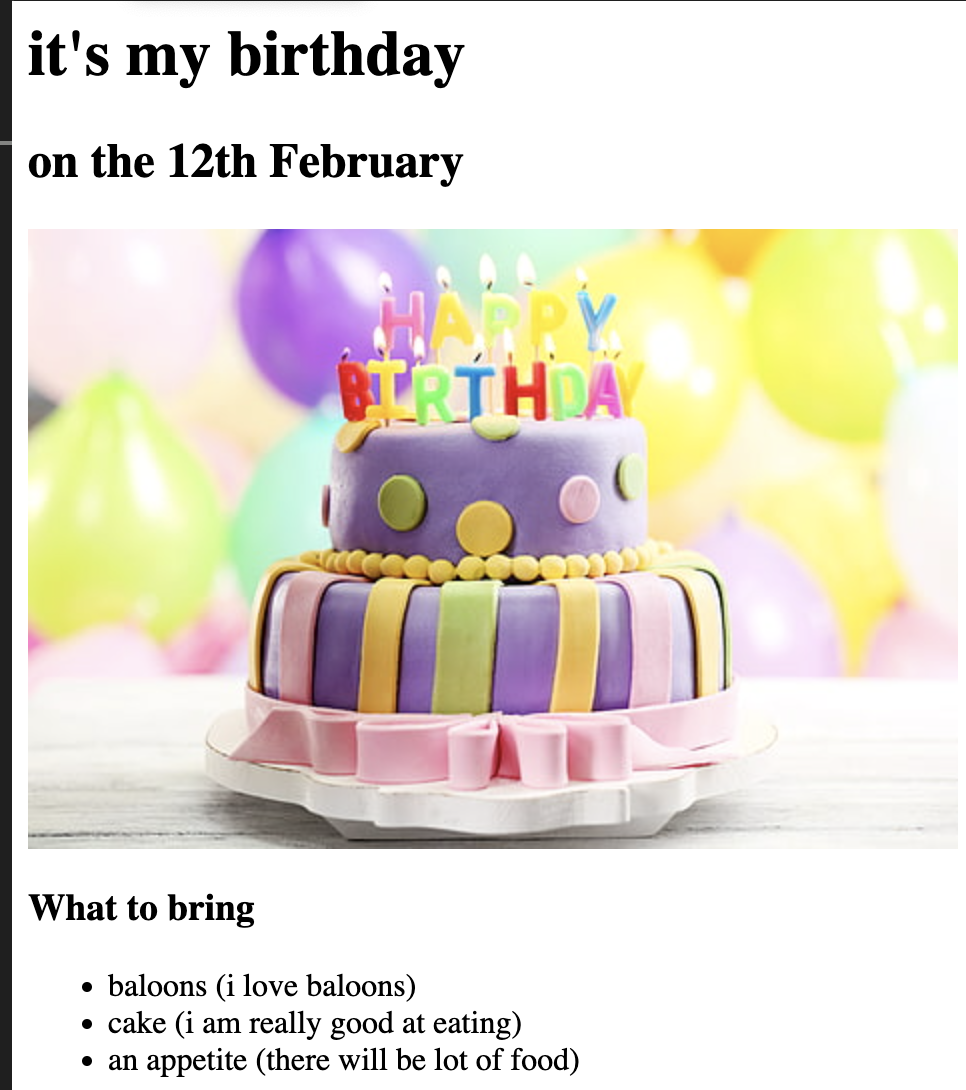 it's my birthday
on the 12th February
HAPPY
BIRTHDAY
What to bring
baloons (i love baloons)
cake (i am really good at eating)
an appetite (there will be lot of food)